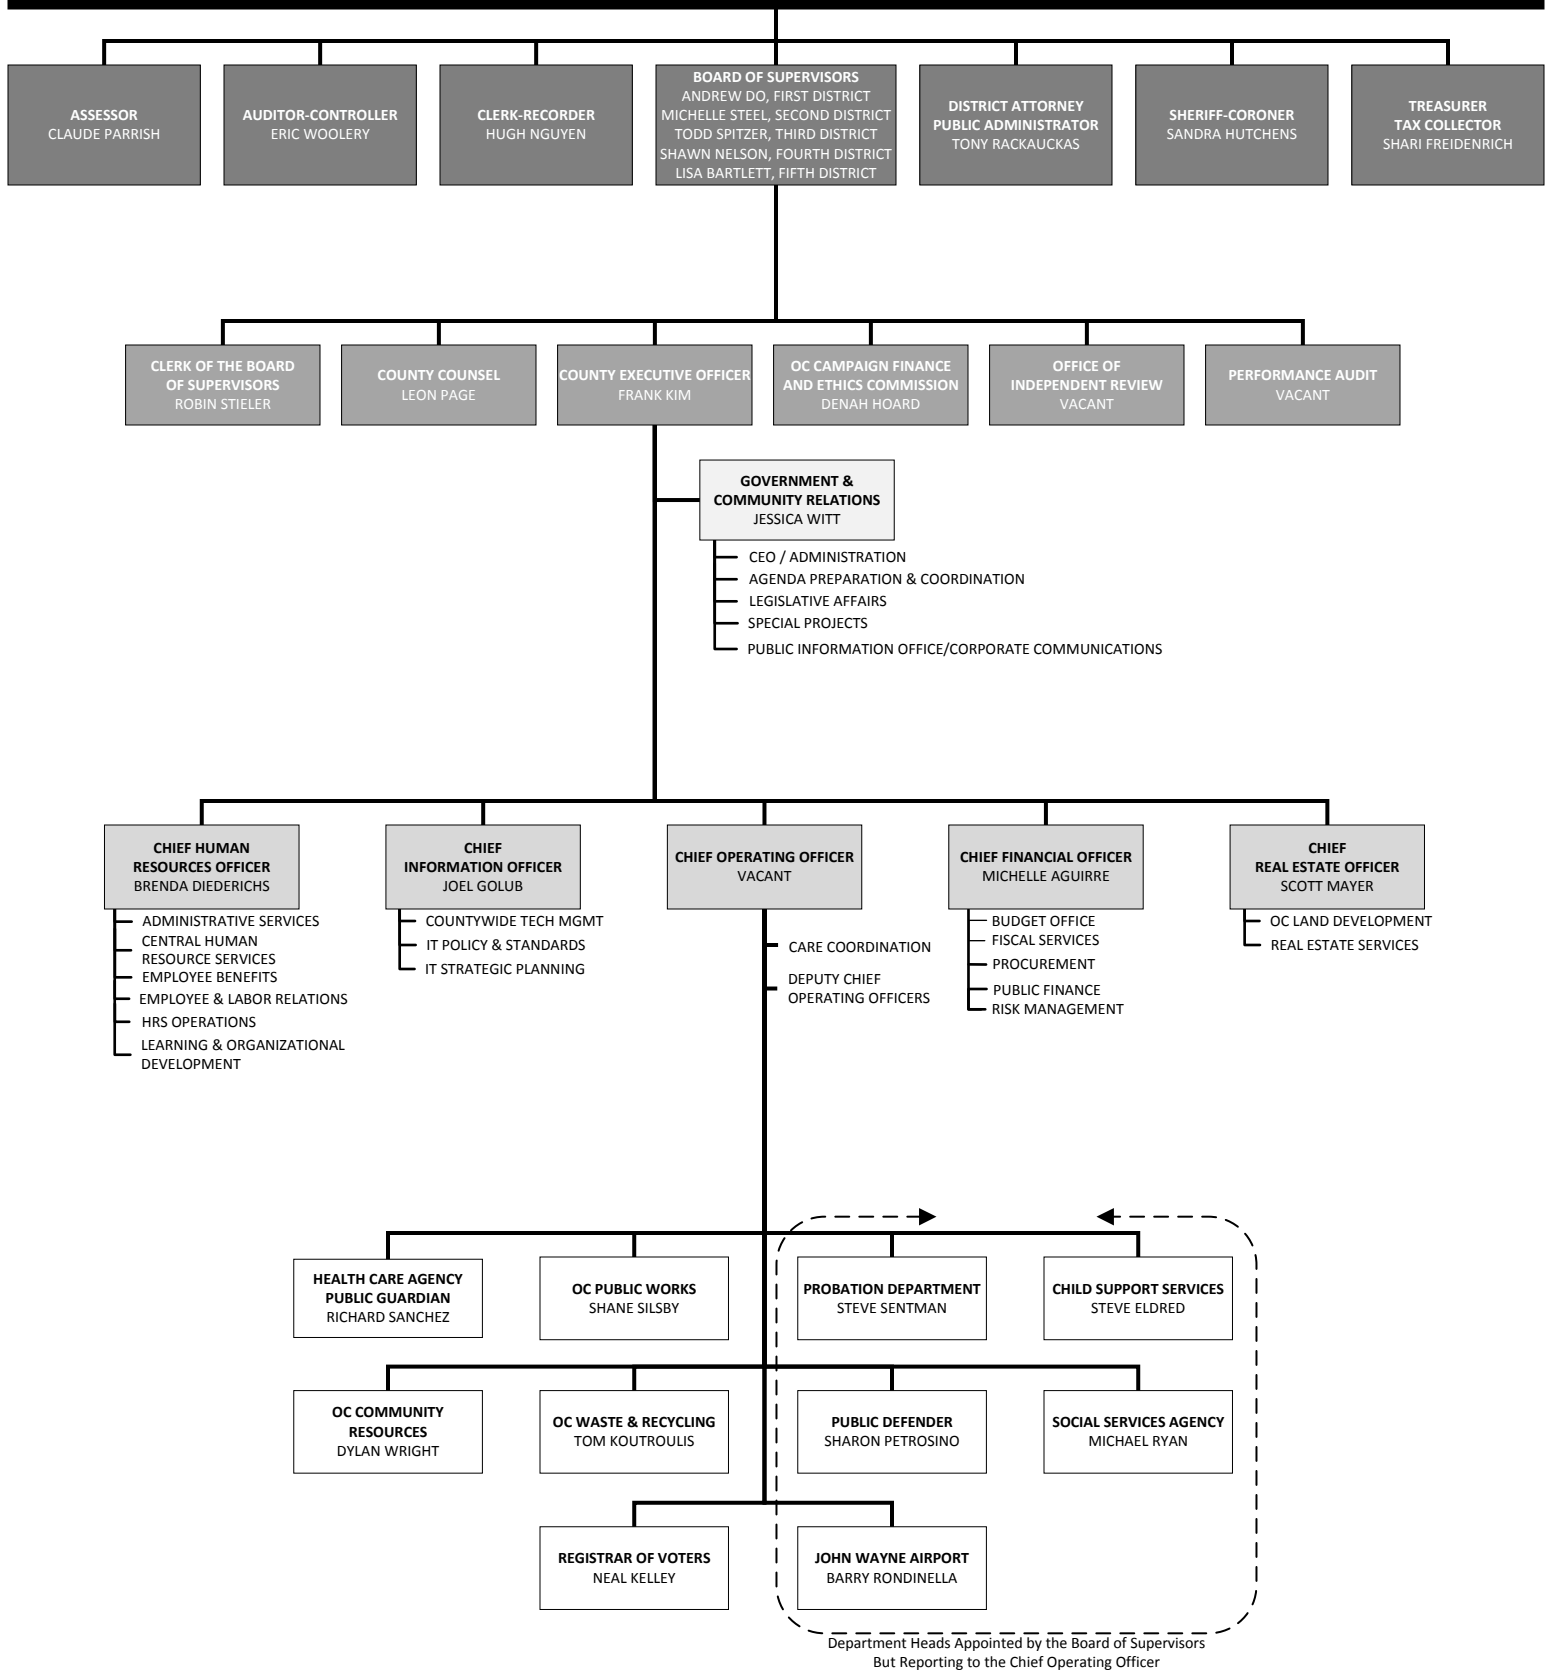 ASSESSOR
CLAUDE PARRISH
AUDITOR-CONTROLLER
ERIC WOOLERY
CLERK-RECORDER
HUGH NGUYEN
BOARD OF SUPERVISORS
ANDREW DO, FIRST DISTRICT
MICHELLE STEEL, SECOND DISTRICT
TODD SPITZER, THIRD DISTRICT
SHAWN NELSON, FOURTH DISTRICT
LISA BARTLETT, FIFTH DISTRICT
DISTRICT ATTORNEY
PUBLIC ADMINISTRATOR
TONY RACKAUCKAS
SHERIFF-CORONER
SANDRA HUTCHENS
TREASURER
TAX COLLECTOR
SHARI FREIDENRICH
CLERK OF THE BOARD
OF SUPERVISORS
ROBIN STIELER
COUNTY COUNSEL
LEON PAGE
COUNTY EXECUTIVE OFFICER
FRANK KIM
OC CAMPAIGN FINANCE
AND ETHICS COMMISSION
DENAH HOARD
OFFICE OF
INDEPENDENT REVIEW
VACANT
PERFORMANCE AUDIT
VACANT
GOVERNMENT &
COMMUNITY RELATIONS
JESSICA WITT
CEO / ADMINISTRATION
AGENDA PREPARATION & COORDINATION
LEGISLATIVE AFFAIRS
SPECIAL PROJECTS
PUBLIC INFORMATION OFFICE/CORPORATE COMMUNICATIONS
CHIEF HUMAN
RESOURCES OFFICER
BRENDA DIEDERICHS
ADMINISTRATIVE SERVICES
CENTRAL HUMAN
RESOURCE SERVICES
EMPLOYEE BENEFITS
EMPLOYEE & LABOR RELATIONS
HRS OPERATIONS
LEARNING & ORGANIZATIONAL
DEVELOPMENT
CHIEF
INFORMATION OFFICER
JOEL GOLUB
COUNTYWIDE TECH MGMT
IT POLICY & STANDARDS
IT STRATEGIC PLANNING
CHIEF OPERATING OFFICER
VACANT
CARE COORDINATION
DEPUTY CHIEF
OPERATING OFFICERS
CHIEF FINANCIAL OFFICER
MICHELLE AGUIRRE
BUDGET OFFICE
FISCAL SERVICES
PROCUREMENT
PUBLIC FINANCE
RISK MANAGEMENT
CHIEF
REAL ESTATE OFFICER
SCOTT MAYER
OC LAND DEVELOPMENT
REAL ESTATE SERVICES
HEALTH CARE AGENCY
PUBLIC GUARDIAN
RICHARD SANCHEZ
OC PUBLIC WORKS
SHANE SILSBY
PROBATION DEPARTMENT
STEVE SENTMAN
CHILD SUPPORT SERVICES
STEVE ELDRED
OC COMMUNITY
RESOURCES
DYLAN WRIGHT
OC WASTE & RECYCLING
TOM KOUTROULIS
PUBLIC DEFENDER
SHARON PETROSINO
SOCIAL SERVICES AGENCY
MICHAEL RYAN
REGISTRAR OF VOTERS
NEAL KELLEY
JOHN WAYNE AIRPORT
BARRY RONDINELLA
Department Heads Appointed by the Board of Supervisors
But Reporting to the Chief Operating Officer